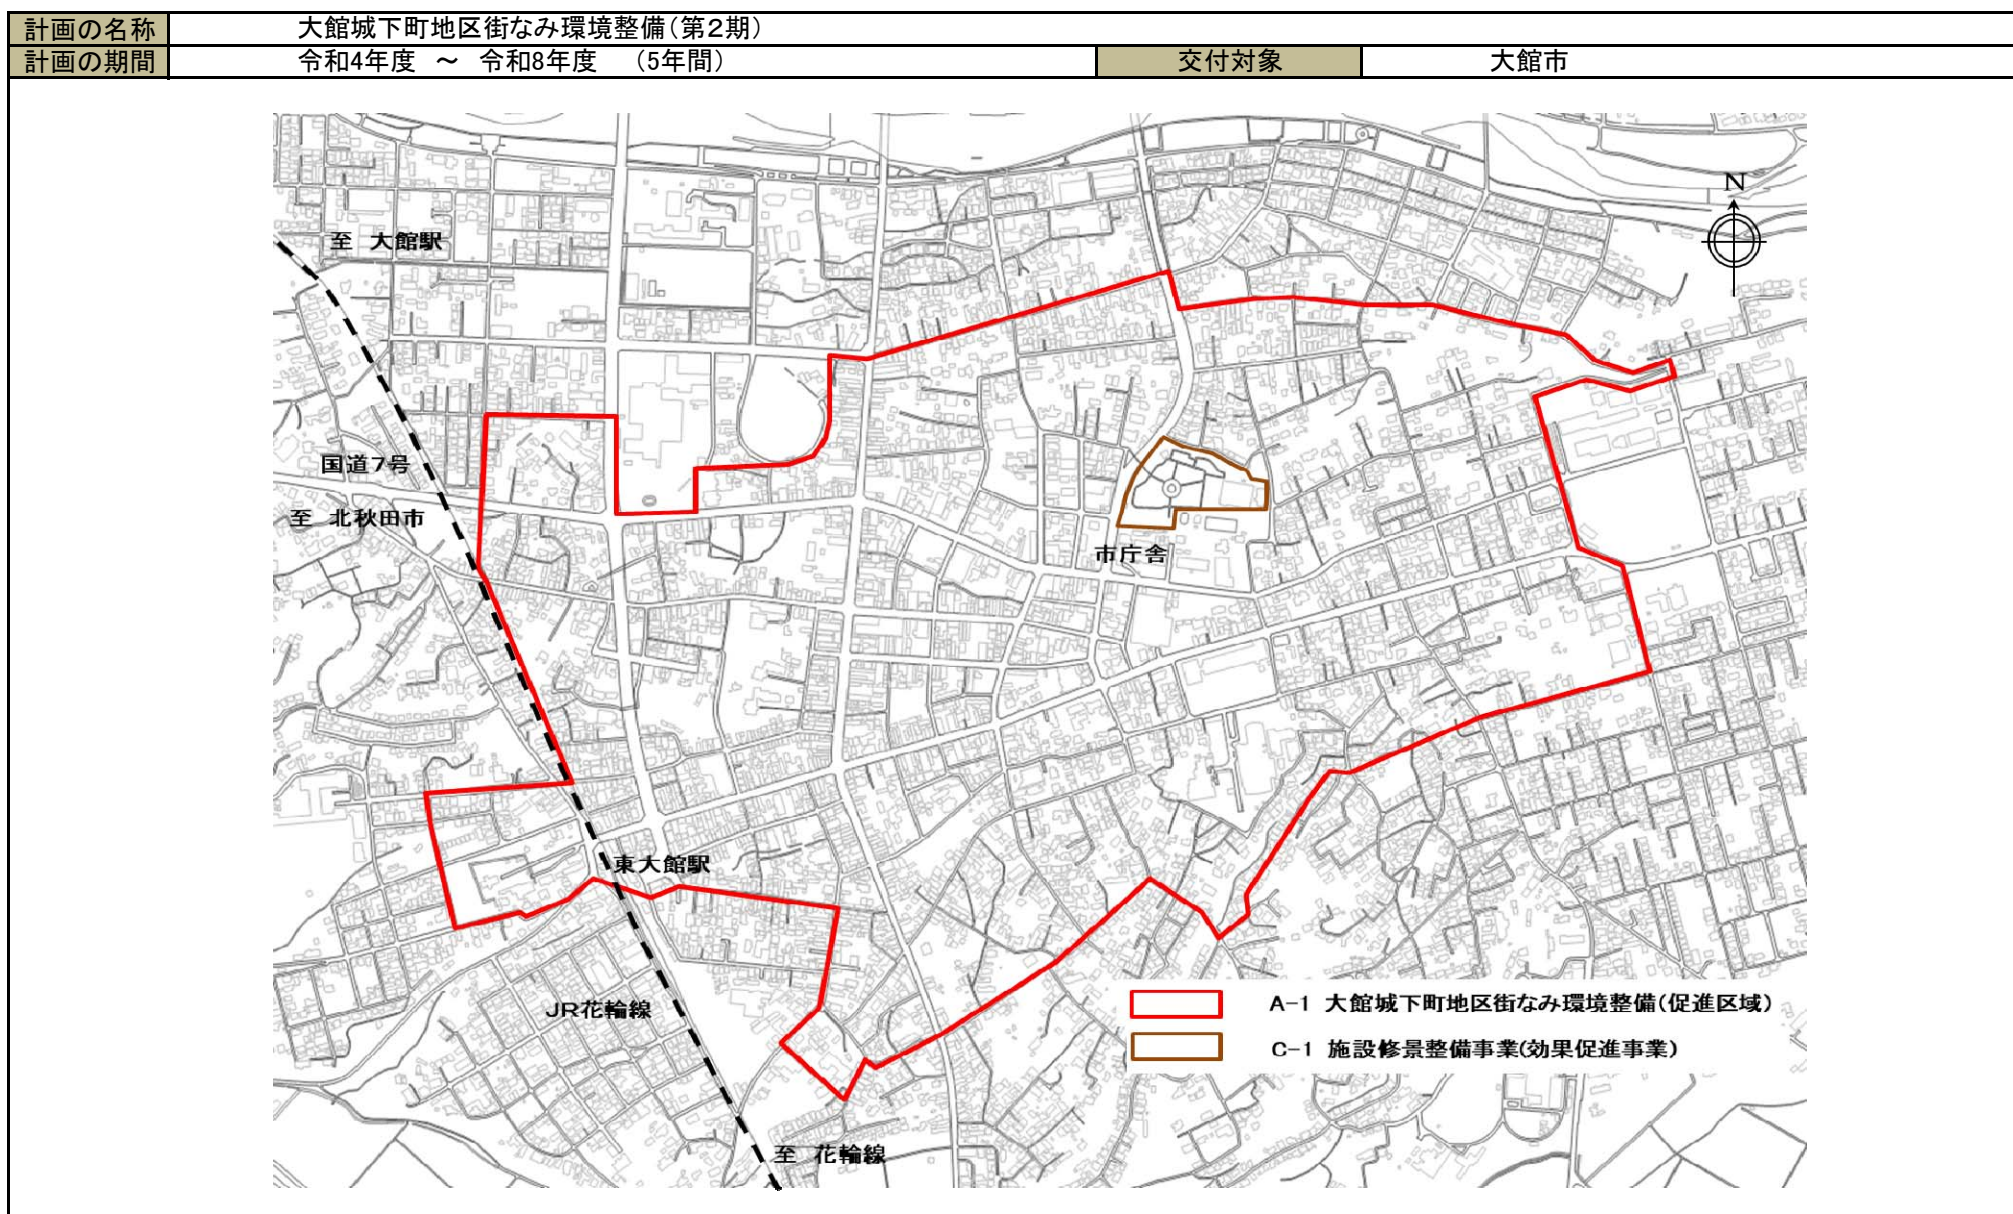 計画の名称 大館城下町地区街なみ環境整備(第2期)
計画の期間 令和4年度 ～ 令和8年度 (5年間) 交付対象 大館市
N
至 大館駅
国道7号
至 北秋田市
市庁舎
東大館駅
JR花輪線
A-1 大館城下町地区街なみ環境整備(促進区域)
C-1 施設修景整備事業(効果促進事業)
至 花輪線